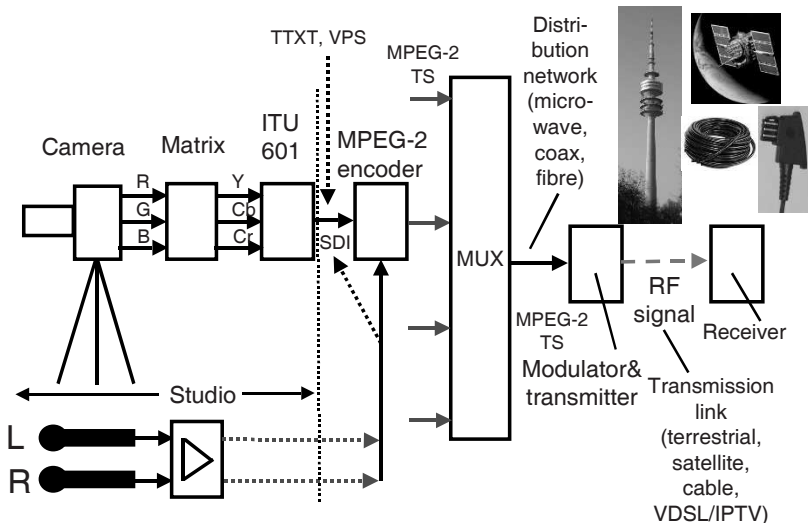 TTXT, VPS
MPEG-2
TS
Distri-
bution
network
(micro-
wave,
coax,
fibre)
Camera
Matrix
ITU
601
MPEG-2
encoder
R
G
B
Y
Cb
Cr
SDI
MUX
MPEG-2
TS
Modulator&
transmitter
RF
signal
Receiver
Transmission
link
(terrestrial,
satellite,
cable,
VDSL/IPTV)
Studio
L
R